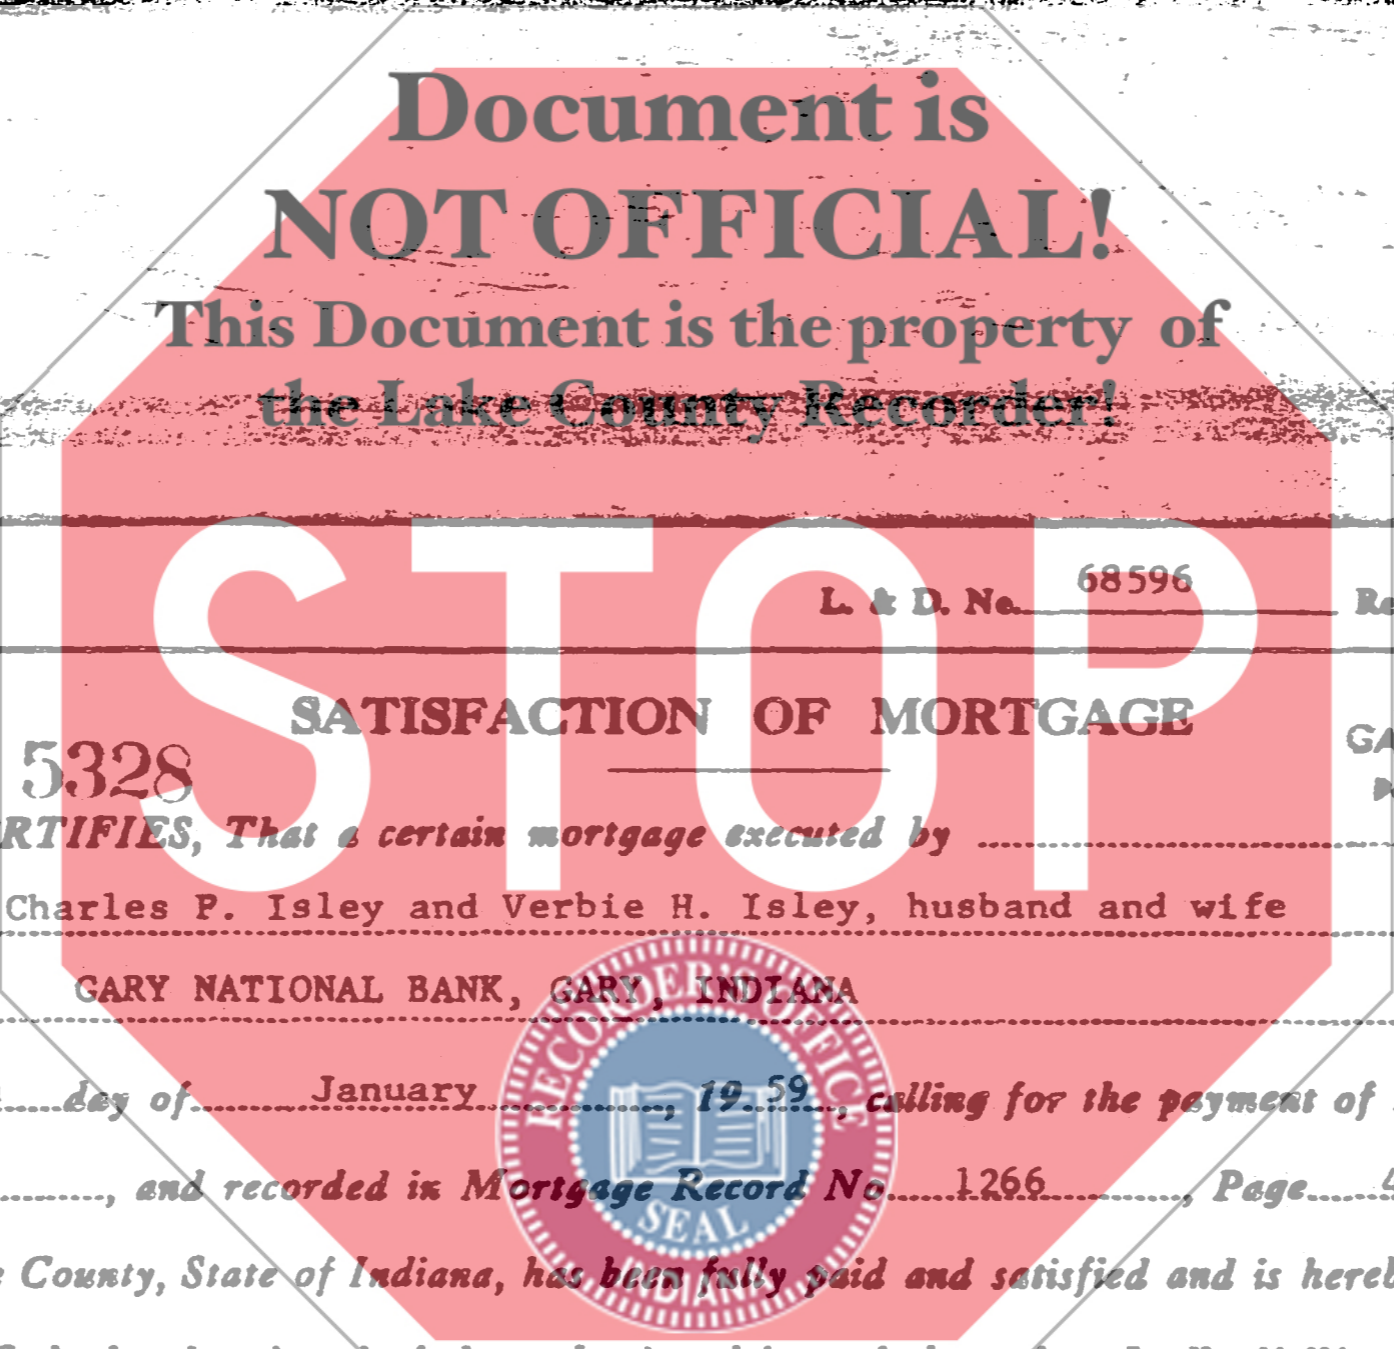 Document is
NOT OFFICIAL!
This Document is the property of
the Lake County Recorder!
STOP
L. & D. No. 68596
SATISFACTION OF MORTGAGE
5328
RTIFIES, That a certain mortgage executed by
Charles P. Isley and Verbie H. Isley, husband and wife
GARY NATIONAL BANK, GARY, INDIANA
day of January, 19 59, calling for the payment of
, and recorded in Mortgage Record No. 1266, Page
County, State of Indiana, has been fully paid and satisfied and is hereb
RECORDER'S OFFICE
SEAL
INDIANA